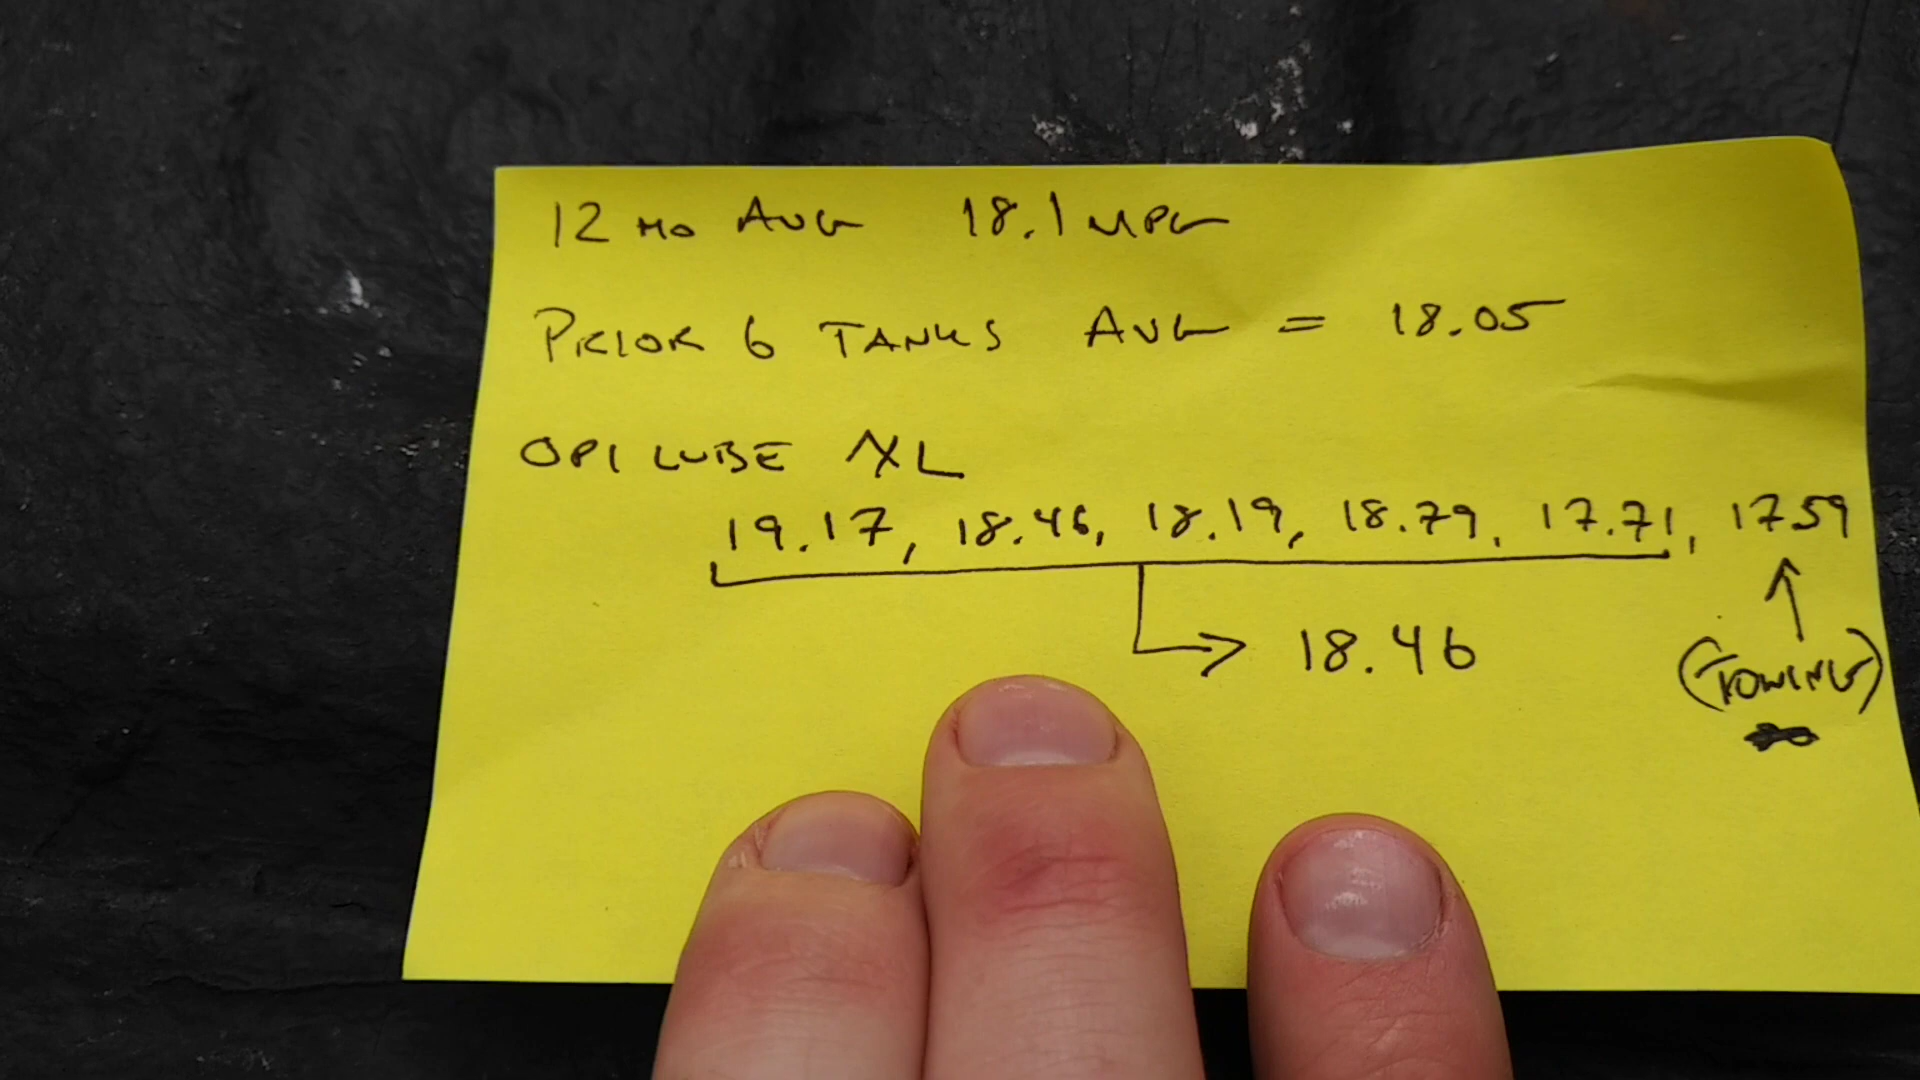 12 MO AVG 18.1 MPG
PRIOR 6 TANKS AVG = 18.05
OPI LUBE XL
19.17, 18.46, 18.19, 18.79, 17.71, 17.59
18.46
(TOWING)